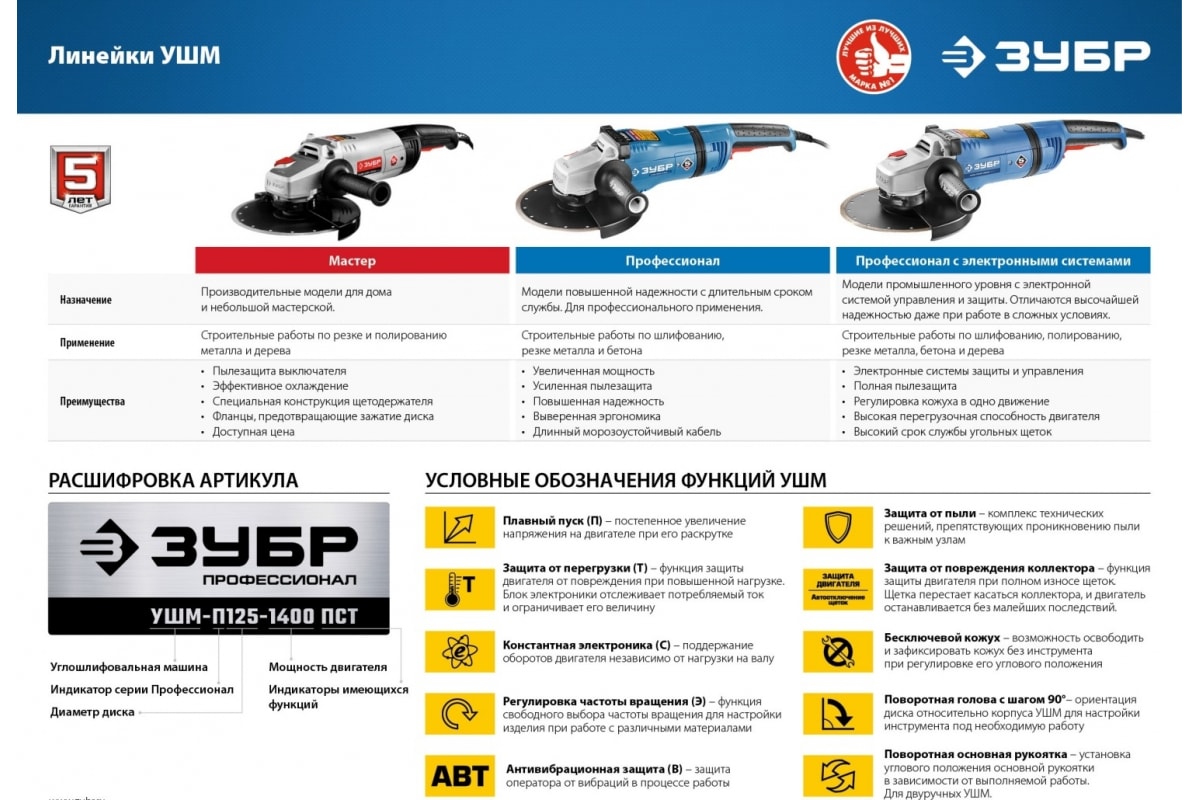 Линейки УШМ
ЛУЧШИЕ ИЗ ЛУЧШИХ
МАРКА №1
ЗУБР
5
ЛЕТ
ГАРАНТИЯ
ЗУБР
ЗУБР
ЗУБР
Мастер
Профессионал
Профессионал с электронными системами
Назначение
Производительные модели для дома
и небольшой мастерской.
Модели повышенной надежности с длительным сроком
службы. Для профессионального применения.
Модели промышленного уровня с электронной
системой управления и защиты. Отличаются высочайшей
надежностью даже при работе в сложных условиях.
Применение
Строительные работы по резке и полированию
металла и дерева
Строительные работы по шлифованию,
резке металла и бетона
Строительные работы по шлифованию, полированию,
резке металла, бетона и дерева
Преимущества
• Пылезащита выключателя
• Эффективное охлаждение
• Специальная конструкция щетодержателя
• Фланцы, предотвращающие зажатие диска
• Доступная цена
• Увеличенная мощность
• Усиленная пылезащита
• Повышенная надежность
• Выверенная эргономика
• Длинный морозоустойчивый кабель
• Электронные системы защиты и управления
• Полная пылезащита
• Регулировка кожуха в одно движение
• Высокая перегрузочная способность двигателя
• Высокий срок службы угольных щеток
РАСШИФРОВКА АРТИКУЛА
ЗУБР
ПРОФЕССИОНАЛ
УШМ-П125-1400 ПСТ
Углошлифовальная машина
Индикатор серии Профессионал
Диаметр диска
Мощность двигателя
Индикаторы имеющихся
функций
УСЛОВНЫЕ ОБОЗНАЧЕНИЯ ФУНКЦИЙ УШМ
Плавный пуск (П) – постепенное увеличение
напряжения на двигателе при его раскрутке
T
Защита от перегрузки (Т) – функция защиты
двигателя от повреждения при повышенной нагрузке.
Блок электроники отслеживает потребляемый ток
и ограничивает его величину
e
Константная электроника (С) – поддержание
оборотов двигателя независимо от нагрузки на валу
Регулировка частоты вращения (Э) – функция
свободного выбора частоты вращения для настройки
изделия при работе с различными материалами
АВТ
Антивибрационная защита (В) – защита
оператора от вибраций в процессе работы
Защита от пыли – комплекс технических
решений, препятствующих проникновению пыли
к важным узлам
ЗАЩИТА
ДВИГАТЕЛЯ
Автоотключение
щеток
Защита от повреждения коллектора – функция
защиты двигателя при полном износе щеток.
Щетка перестает касаться коллектора, и двигатель
останавливается без малейших последствий.
Бесключевой кожух – возможность освободить
и зафиксировать кожух без инструмента
при регулировке его углового положения
Поворотная голова с шагом 90°– ориентация
диска относительно корпуса УШМ для настройки
инструмента под необходимую работу
Поворотная основная рукоятка – установка
углового положения основной рукоятки
в зависимости от выполняемой работы.
Для двуручных УШМ.